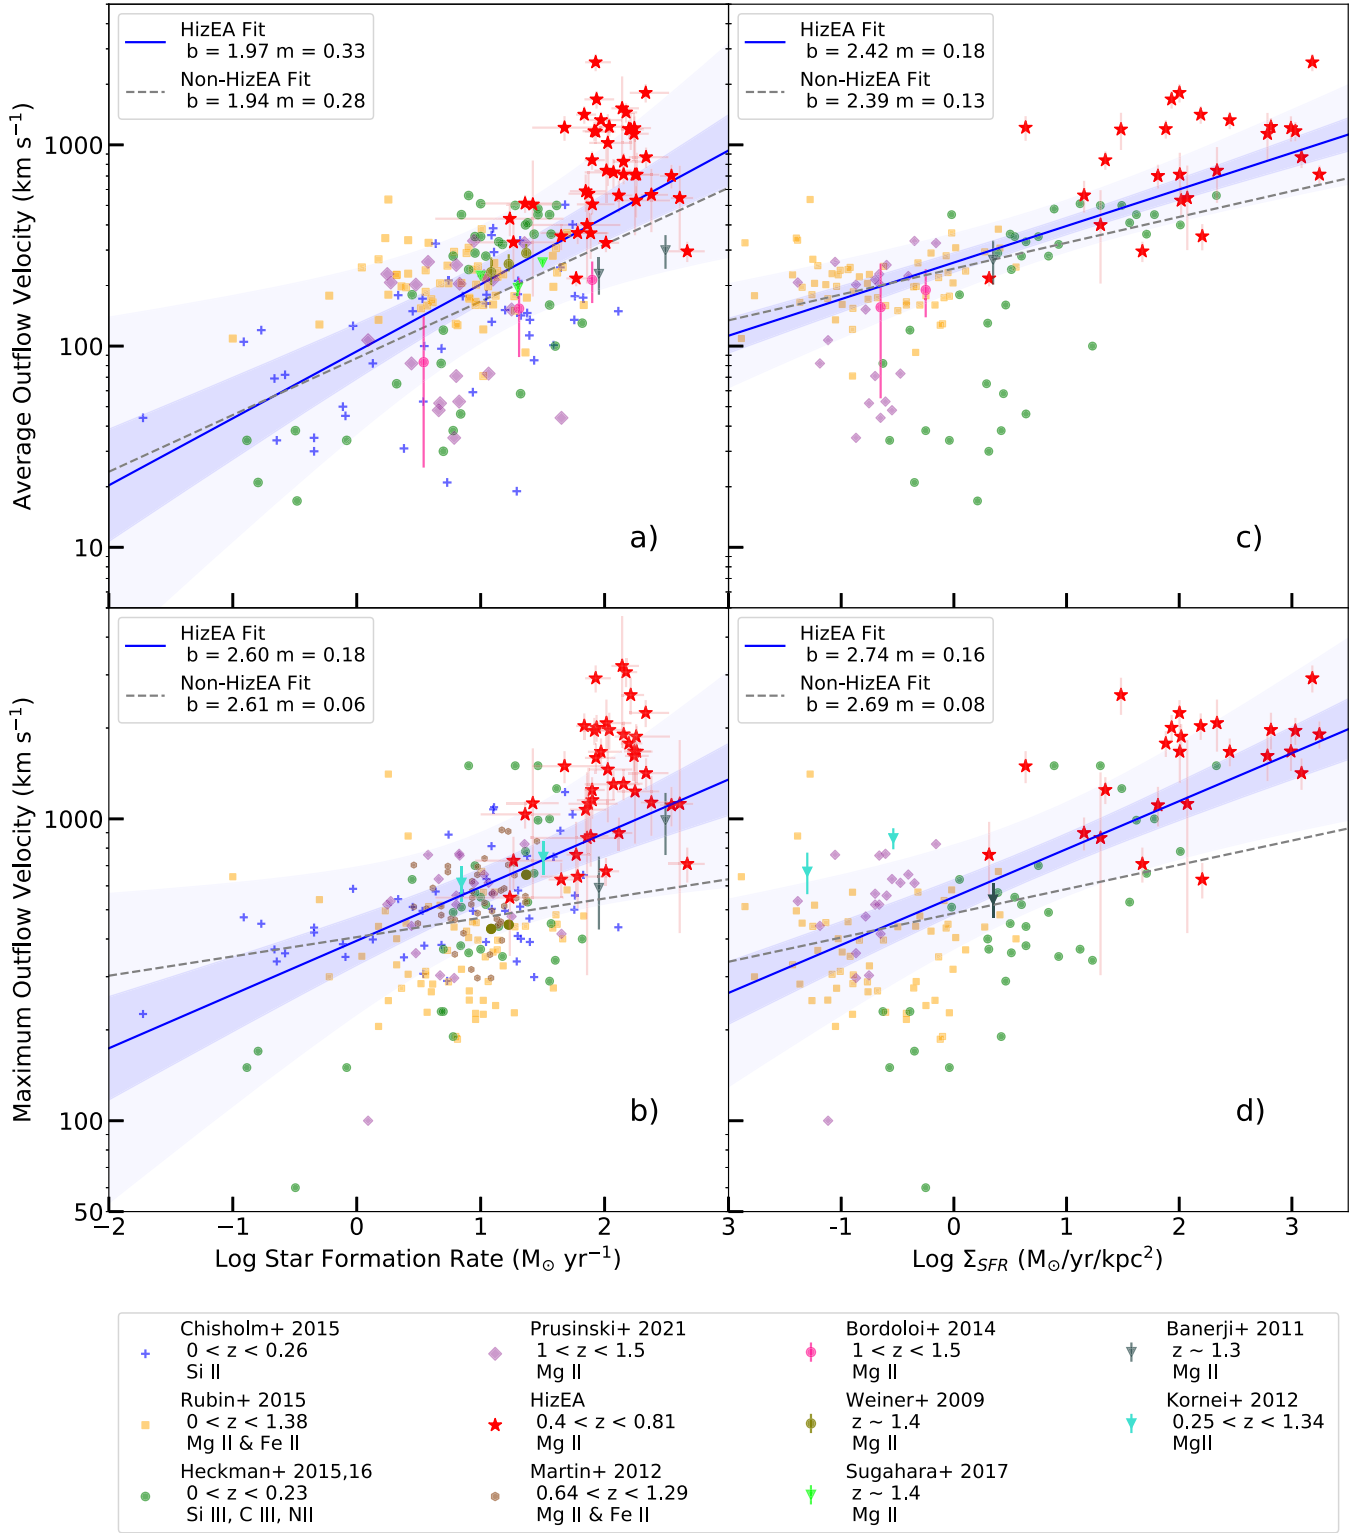 HizEA Fit
b = 1.97 m = 0.33
Non-HizEA Fit
b = 1.94 m = 0.28
HizEA Fit
b = 2.42 m = 0.18
Non-HizEA Fit
b = 2.39 m = 0.13
1000
100
10
Average Outflow Velocity (km s⁻¹)
a)
c)
HizEA Fit
b = 2.60 m = 0.18
Non-HizEA Fit
b = 2.61 m = 0.06
HizEA Fit
b = 2.74 m = 0.16
Non-HizEA Fit
b = 2.69 m = 0.08
1000
100
50
Maximum Outflow Velocity (km s⁻¹)
b)
d)
−2 −1 0 1 2 3 -1 0 1 2 3
Log Star Formation Rate (M⊙ yr⁻¹)
Log Σ_SFR (M⊙/yr/kpc²)
Chisholm+ 2015
0 < z < 0.26
Si II
Rubin+ 2015
0 < z < 1.38
Mg II & Fe II
Heckman+ 2015,16
0 < z < 0.23
Si III, C III, NII
Prusinski+ 2021
1 < z < 1.5
Mg II
HizEA
0.4 < z < 0.81
Mg II
Martin+ 2012
0.64 < z < 1.29
Mg II & Fe II
Bordoloi+ 2014
1 < z < 1.5
Mg II
Weiner+ 2009
z ~ 1.4
Mg II
Sugahara+ 2017
z ~ 1.4
Mg II
Banerji+ 2011
z ~ 1.3
Mg II
Kornei+ 2012
0.25 < z < 1.34
MgII